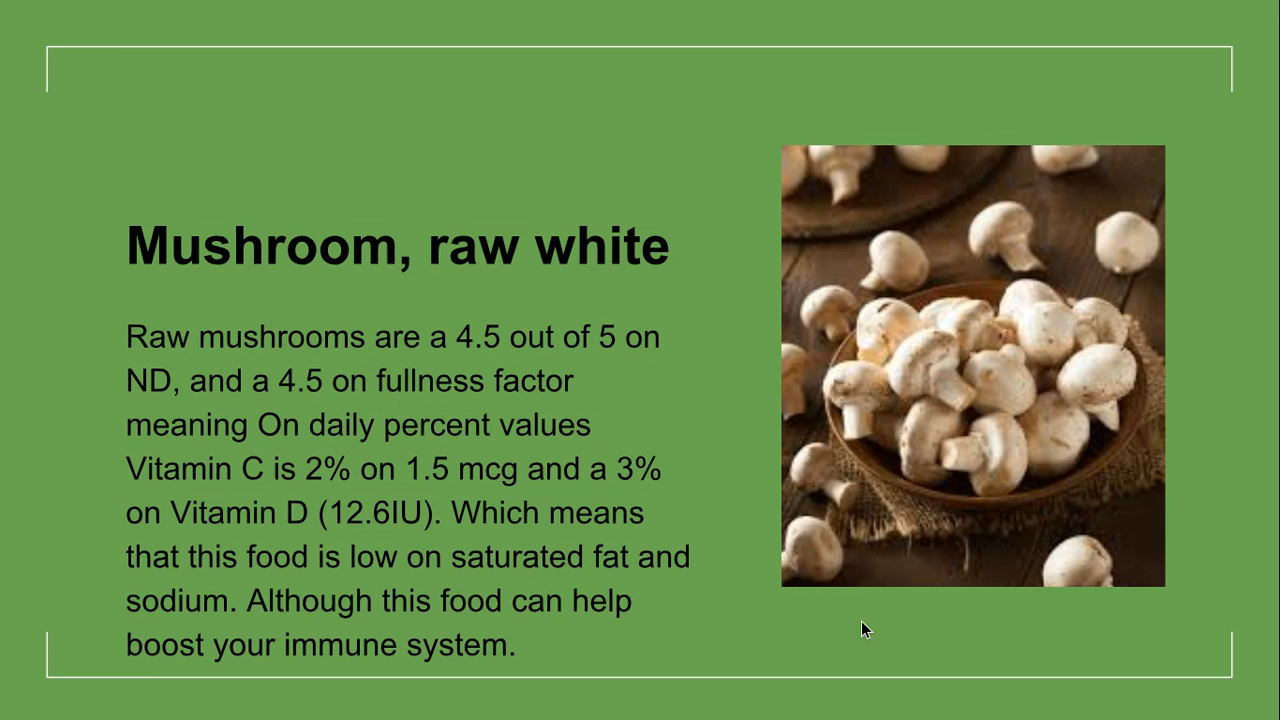 Mushroom, raw white
Raw mushrooms are a 4.5 out of 5 on
ND, and a 4.5 on fullness factor
meaning On daily percent values
Vitamin C is 2% on 1.5 mcg and a 3%
on Vitamin D (12.6IU). Which means
that this food is low on saturated fat and
sodium. Although this food can help
boost your immune system.